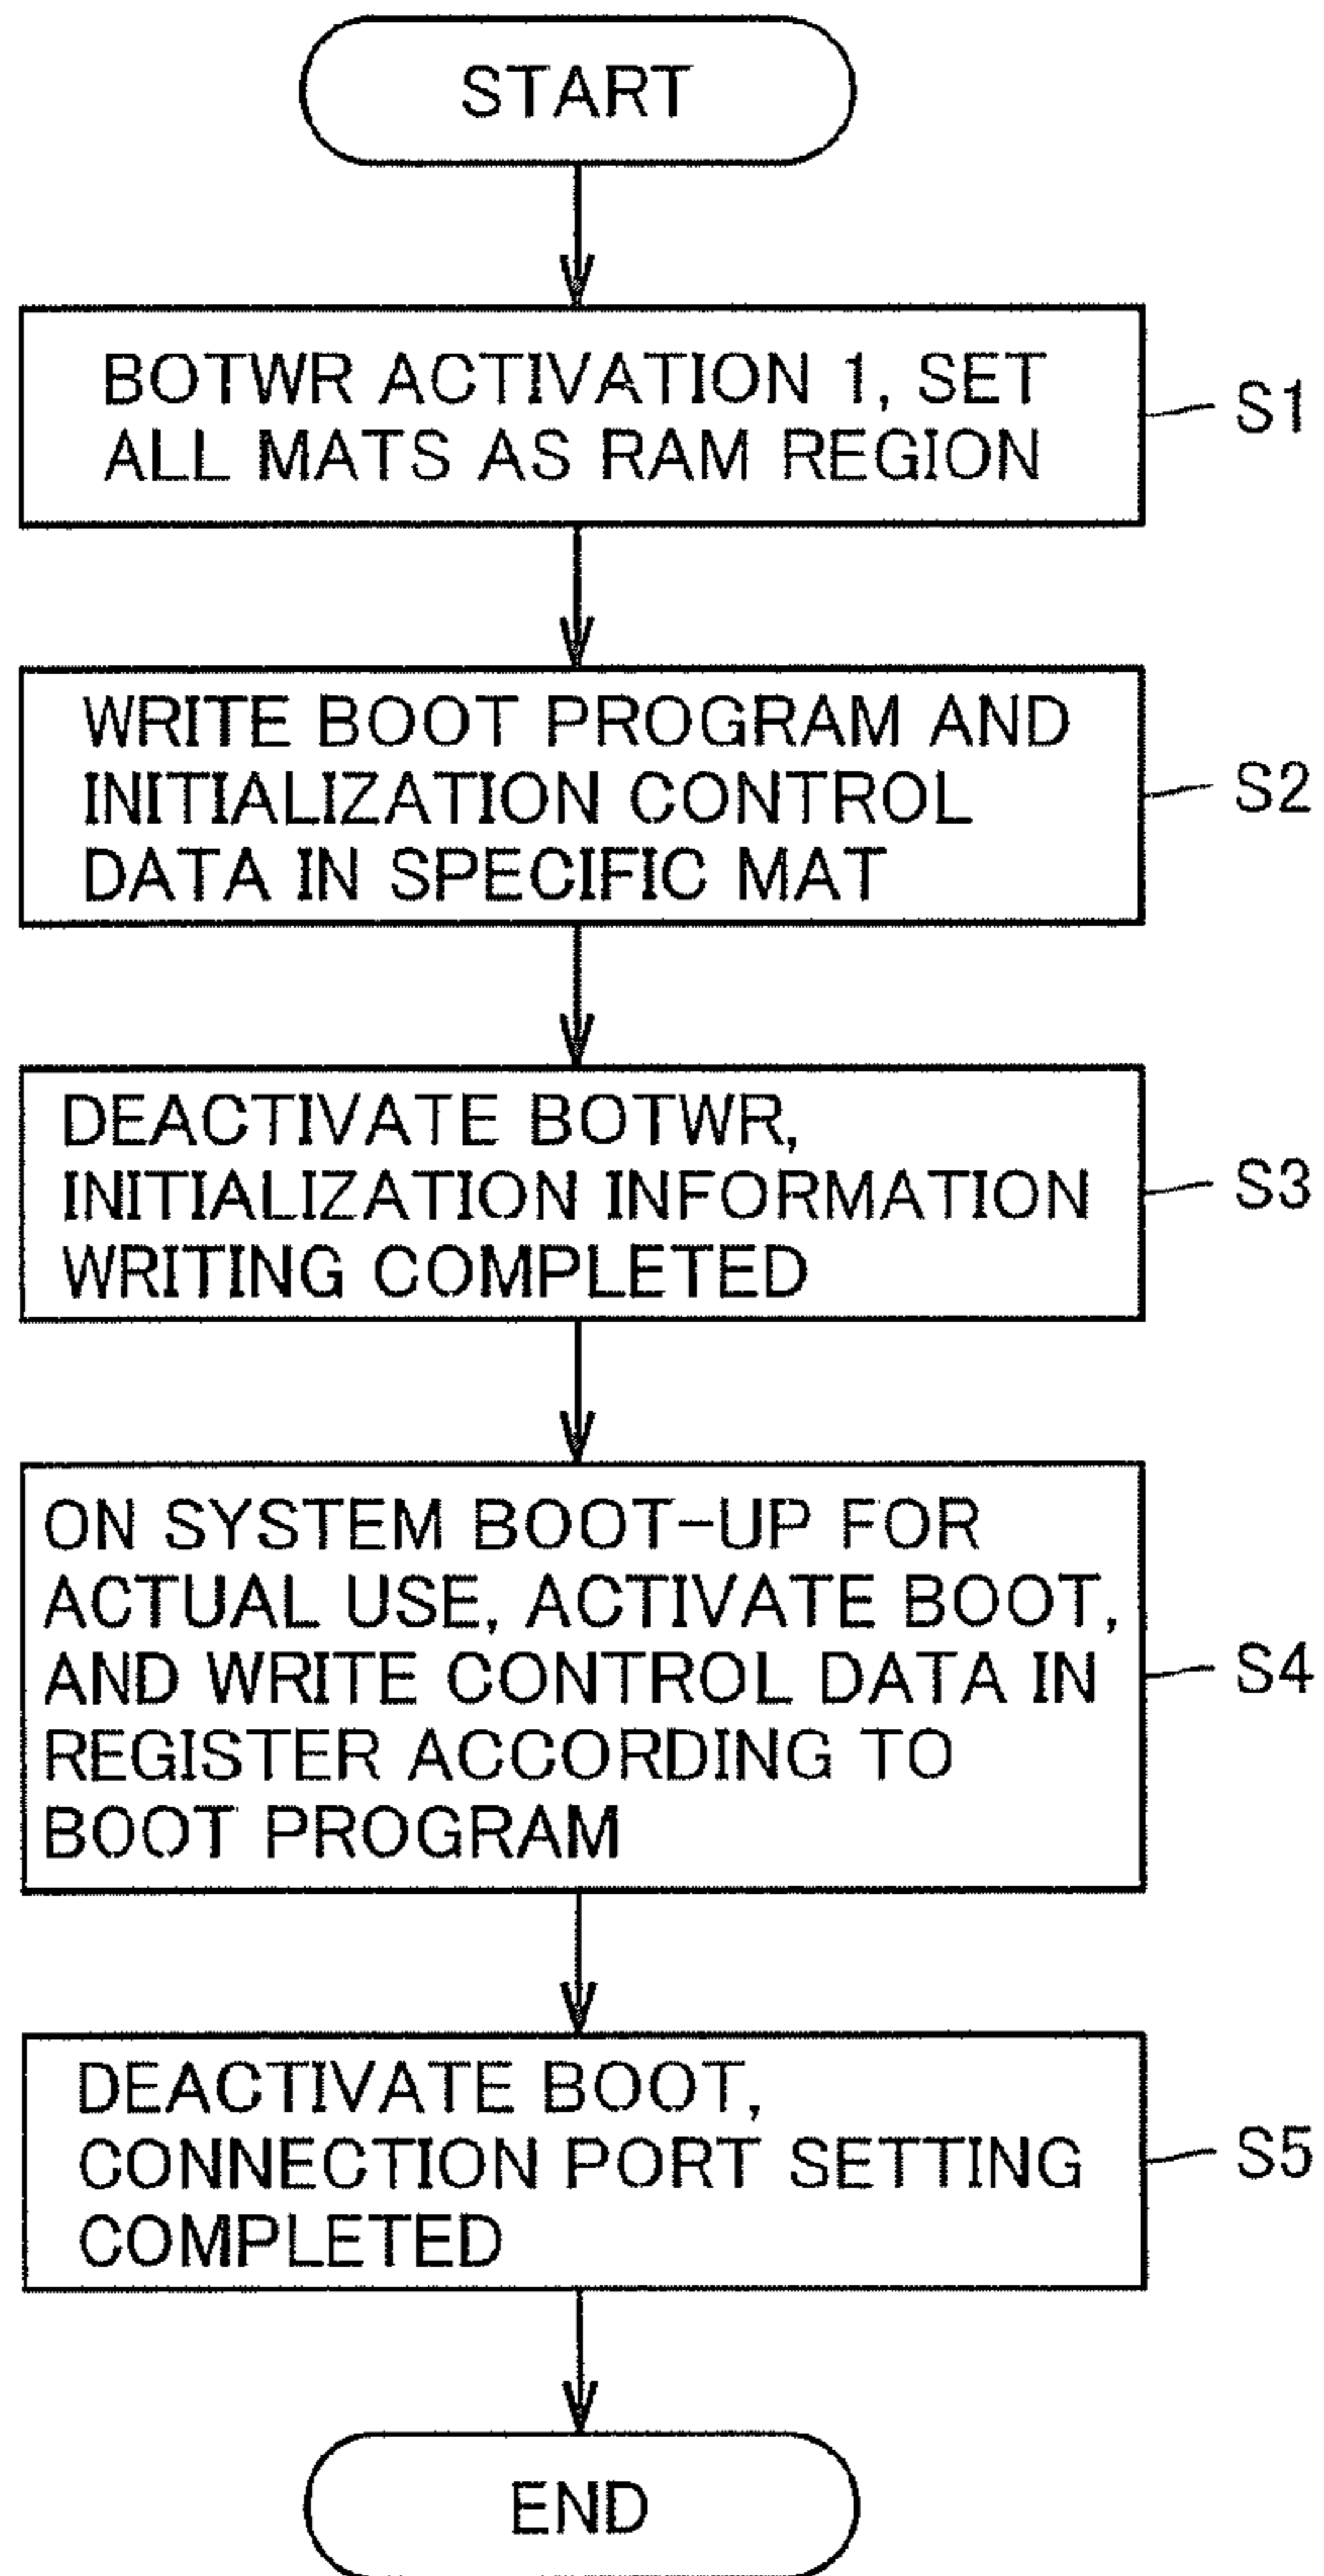 START
BOTWR ACTIVATION 1, SET
ALL MATS AS RAM REGION
S1
WRITE BOOT PROGRAM AND
INITIALIZATION CONTROL
DATA IN SPECIFIC MAT
S2
DEACTIVATE BOTWR,
INITIALIZATION INFORMATION
WRITING COMPLETED
S3
ON SYSTEM BOOT-UP FOR
ACTUAL USE, ACTIVATE BOOT,
AND WRITE CONTROL DATA IN
REGISTER ACCORDING TO
BOOT PROGRAM
S4
DEACTIVATE BOOT,
CONNECTION PORT SETTING
COMPLETED
S5
END